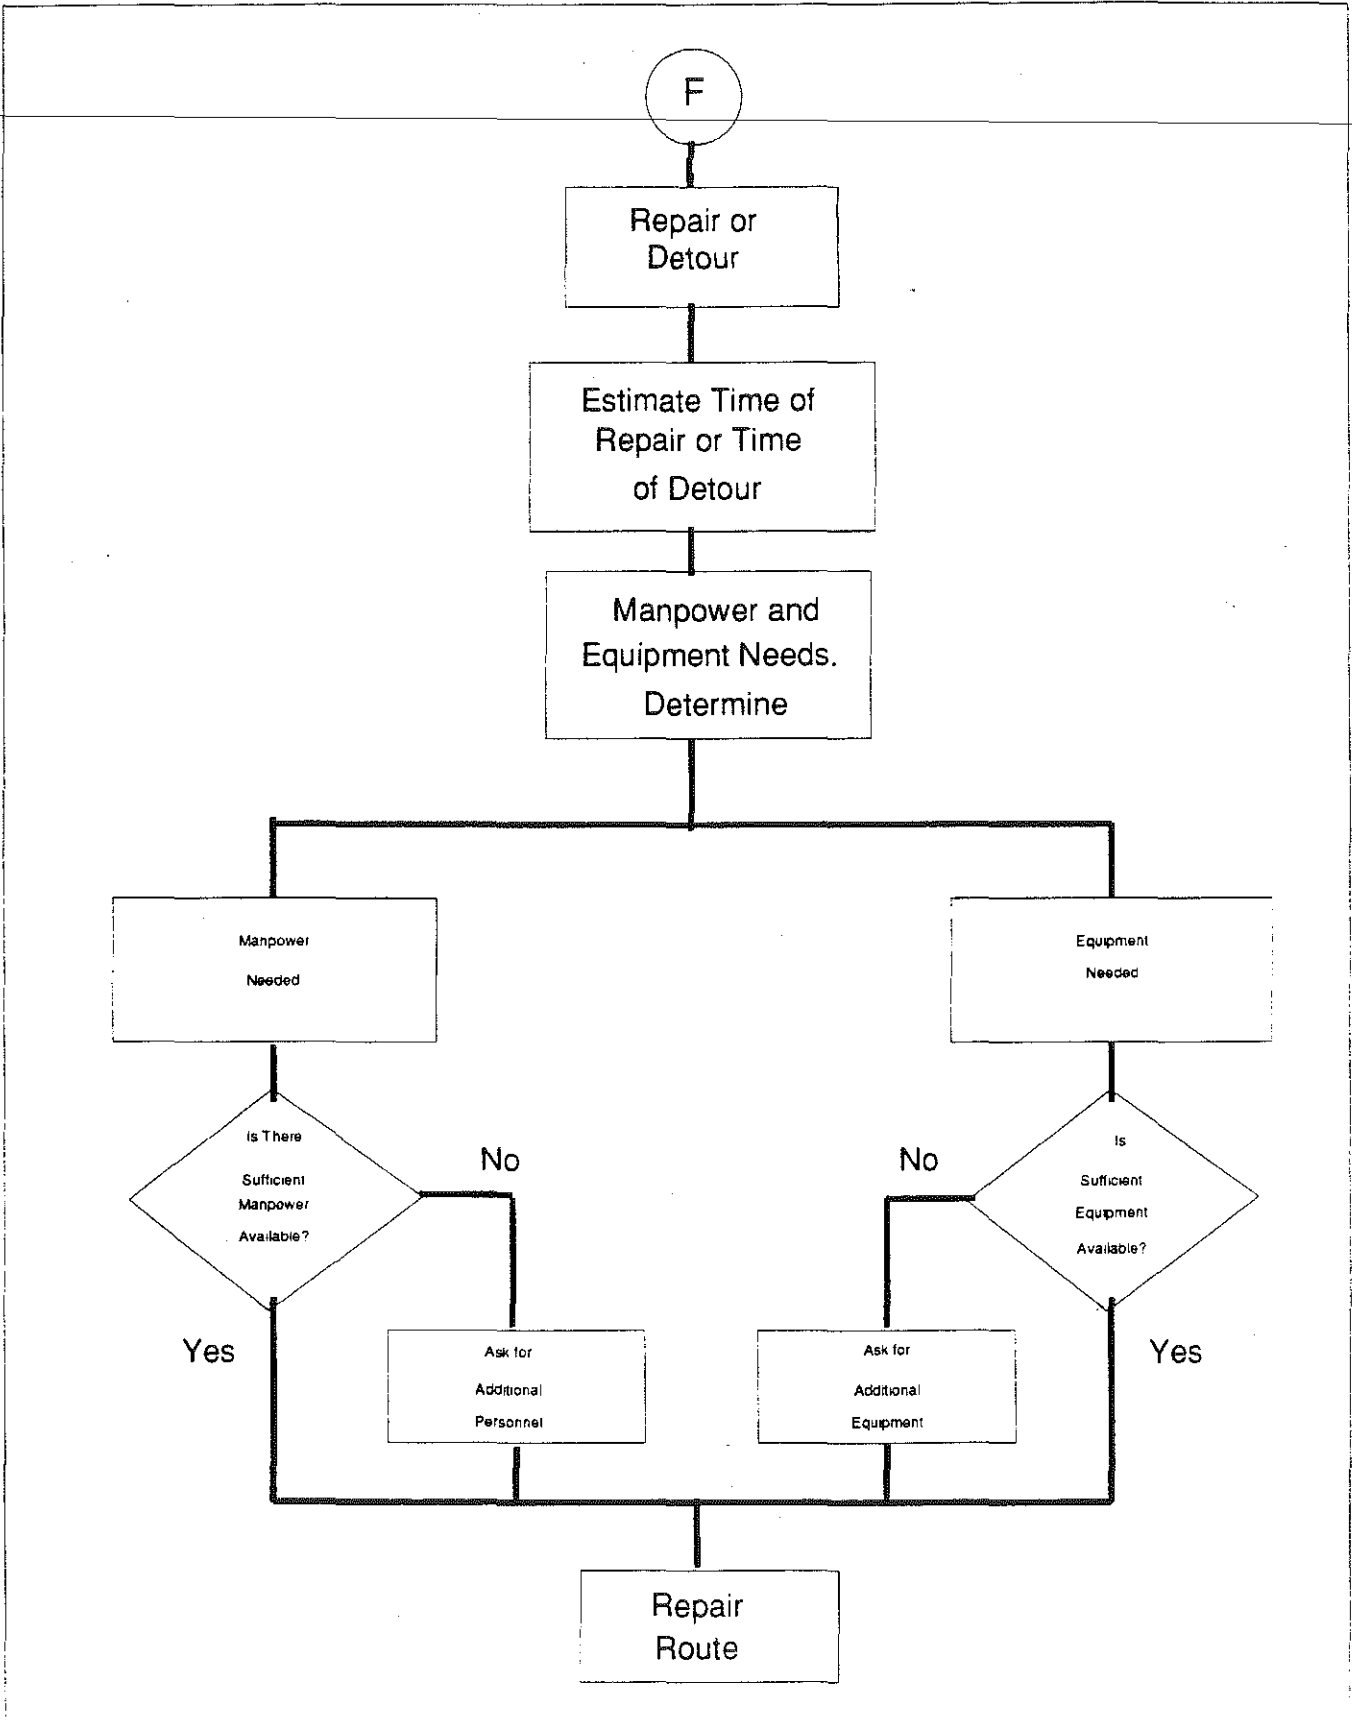 F
Repair or
Detour
Estimate Time of
Repair or Time
of Detour
Manpower and
Equipment Needs.
Determine
Manpower
Needed
Equipment
Needed
Is There
Sufficient
Manpower
Available?
No
No
Is
Sufficient
Equipment
Available?
Yes
Ask for
Additional
Personnel
Ask for
Additional
Equipment
Yes
Repair
Route